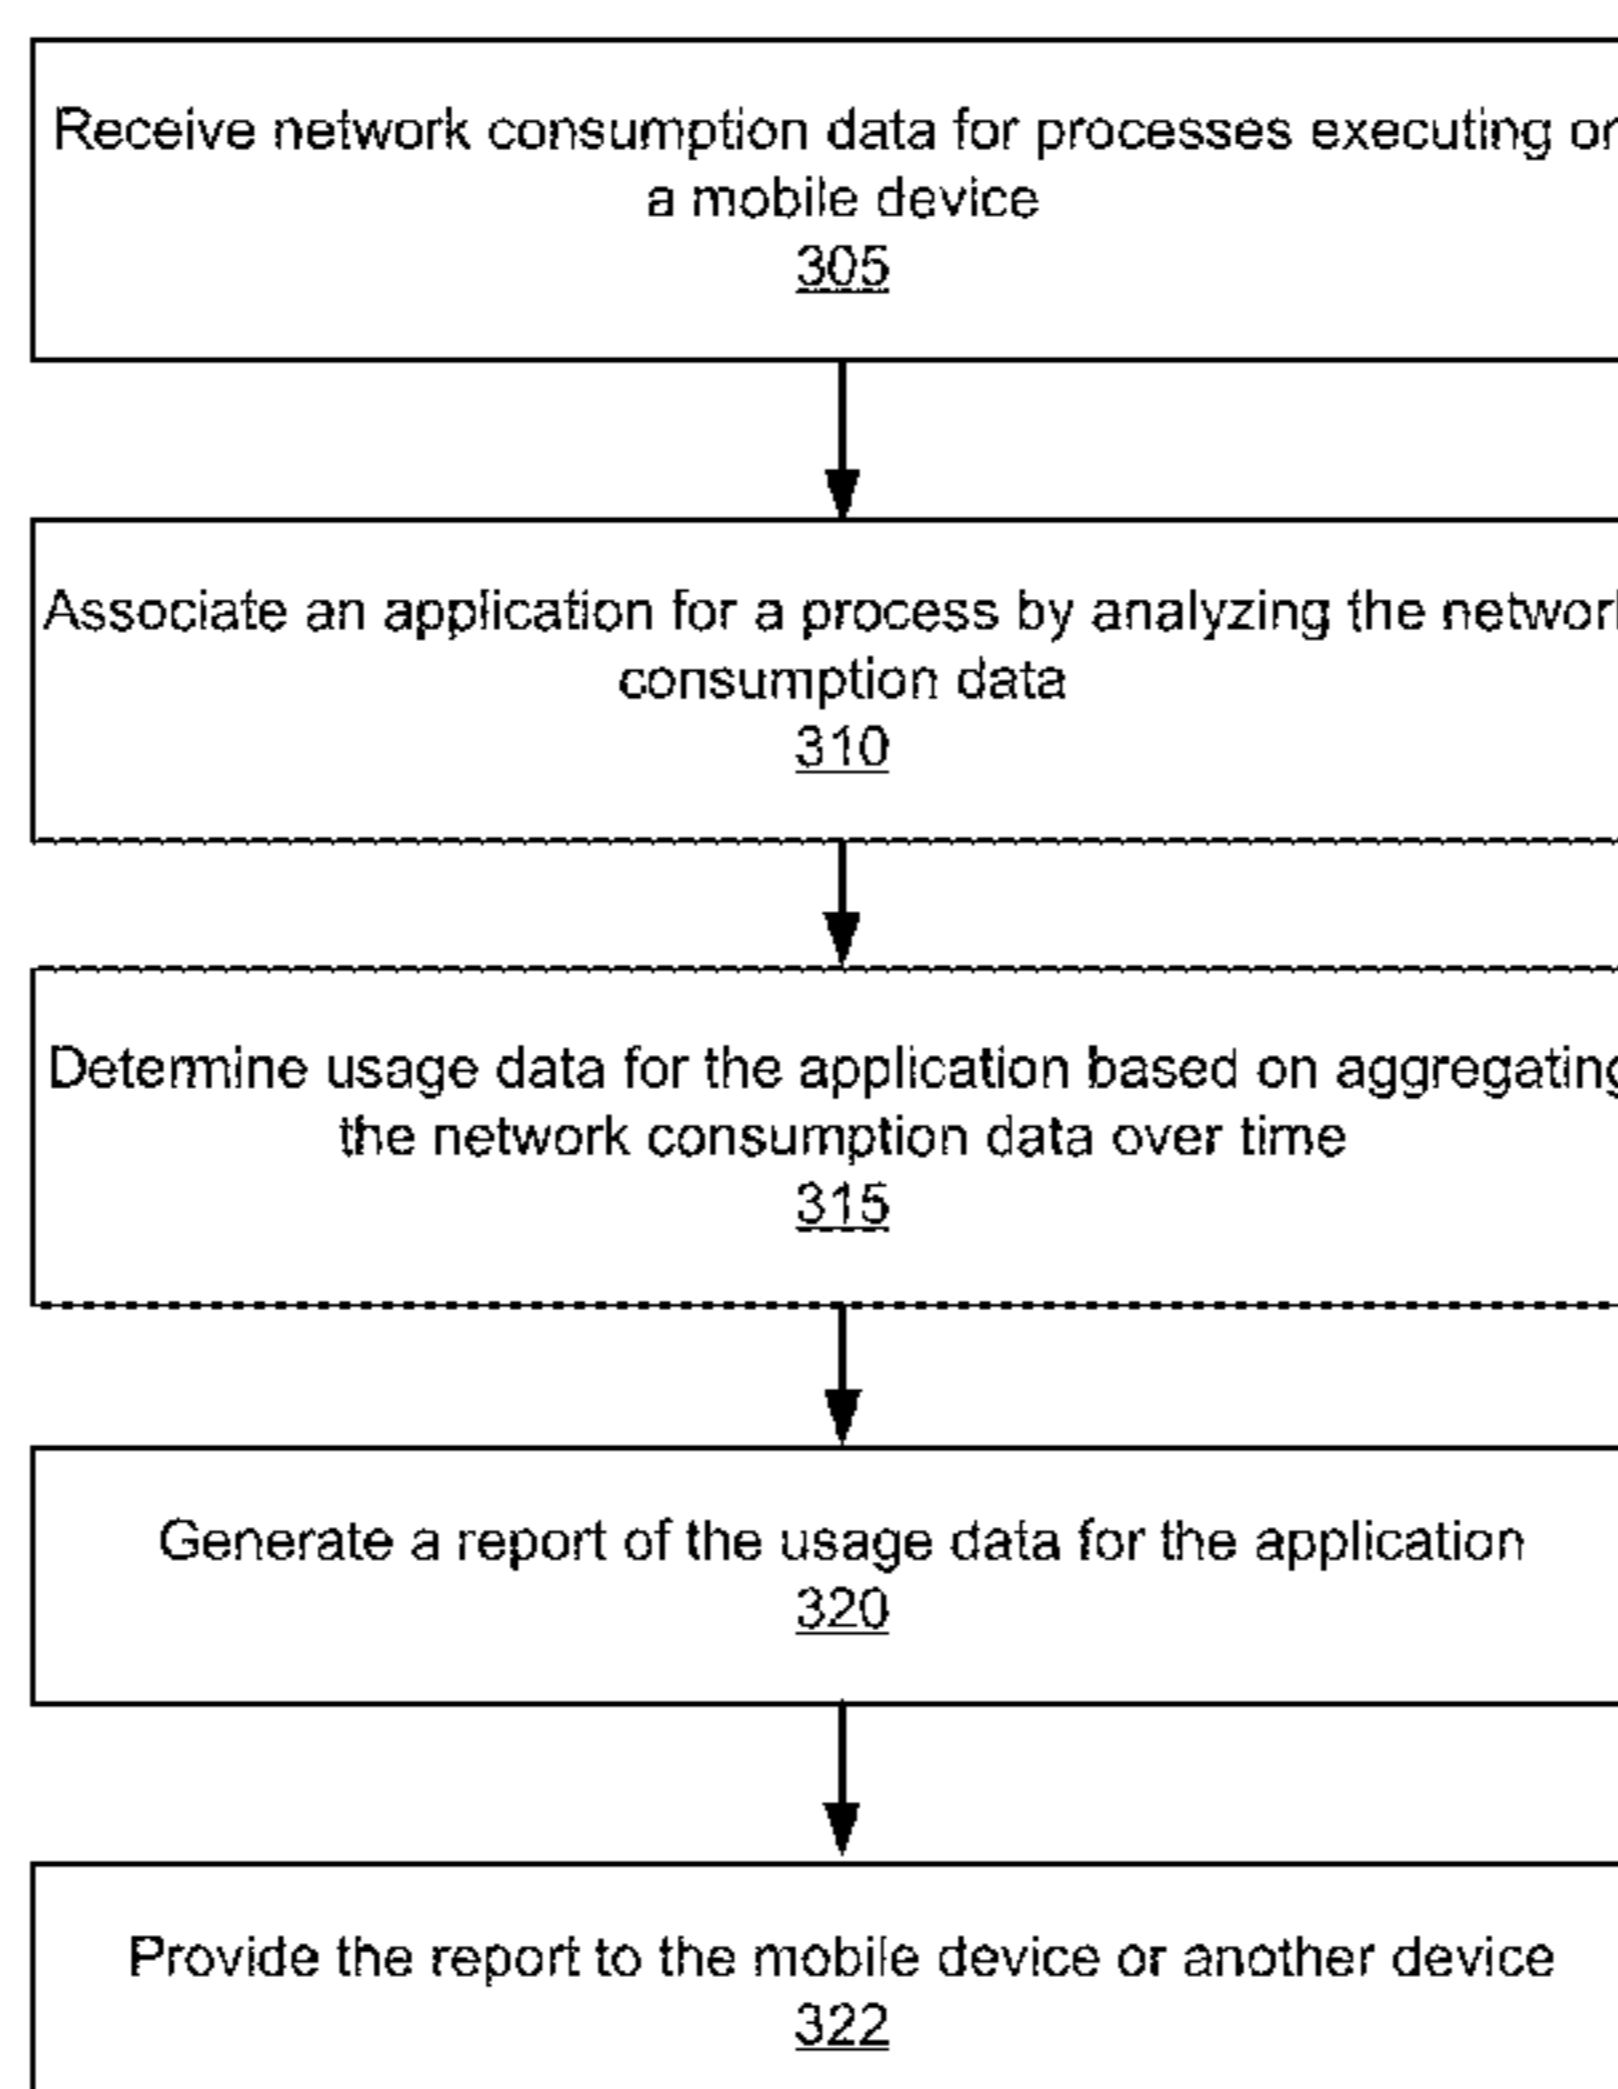 Receive network consumption data for processes executing on
a mobile device
305
Associate an application for a process by analyzing the network
consumption data
310
Determine usage data for the application based on aggregating
the network consumption data over time
315
Generate a report of the usage data for the application
320
Provide the report to the mobile device or another device
322